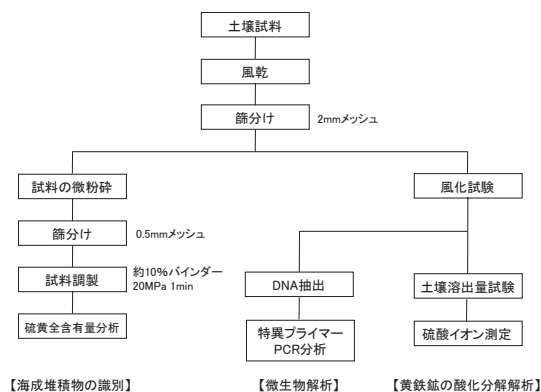 土壌試料
風乾
篩分け
2mmメッシュ
試料の微粉砕
風化試験
篩分け
0.5mmメッシュ
試料調製
約10%バインダー
20MPa 1min
DNA抽出
土壌溶出量試験
硫黄全含有量分析
特異プライマー
PCR分析
硫酸イオン測定
【海成堆積物の識別】
【微生物解析】
【黄鉄鉱の酸化分解解析】